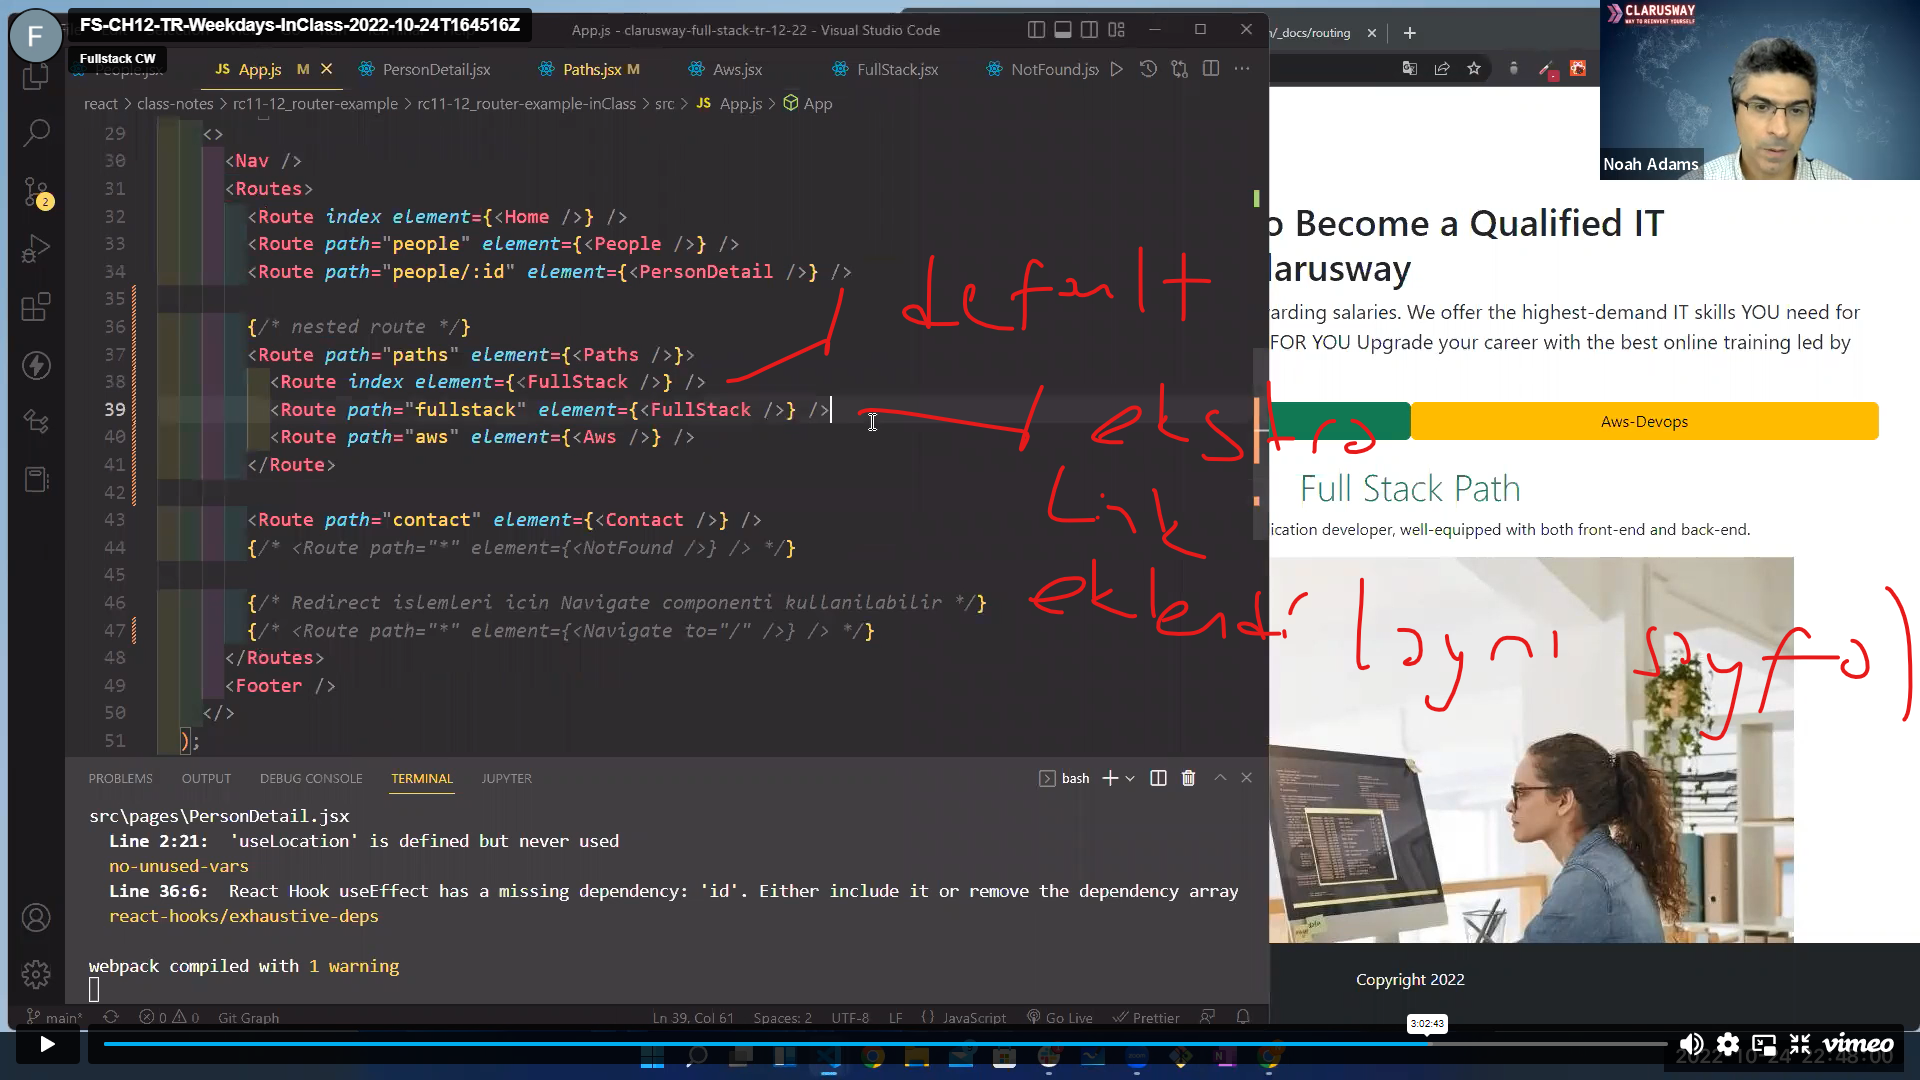 FS-CH12-TR-Weekdays-InClass-2022-10-24T164516Z
F
Fullstack CW
App.js - clarusway-full-stack-tr-12-22 - Visual Studio Code
n/_docs/routing
CLARUSWAY
WAY TO REINVENT YOURSELF
Noah Adams
People.jsx
JS App.js M
PersonDetail.jsx
Paths.jsx M
Aws.jsx
FullStack.jsx
NotFound.jsx
react > class-notes > rc11-12_router-example > rc11-12_router-example-inClass > src > JS App.js > App
29 <>
30 <Nav />
31 <Routes>
32 <Route index element={<Home />} />
33 <Route path="people" element={<People />} />
34 <Route path="people/:id" element={<PersonDetail />} />
35
36 {/* nested route */}
37 <Route path="paths" element={<Paths />}>
38 <Route index element={<FullStack />} />
39 <Route path="fullstack" element={<FullStack />} />
40 <Route path="aws" element={<Aws />} />
41 </Route>
42
43 <Route path="contact" element={<Contact />} />
44 {/* <Route path="*" element={<NotFound />} /> */}
45
46 {/* Redirect islemleri icin Navigate componenti kullanilabilir */}
47 {/* <Route path="*" element={<Navigate to="/" />} /> */}
48 </Routes>
49 <Footer />
50 </>
51 );
default
ekstra
Link
eklendi (ayni sayfa)
2
PROBLEMS OUTPUT DEBUG CONSOLE TERMINAL JUPYTER
bash
src\pages\PersonDetail.jsx
Line 2:21: 'useLocation' is defined but never used
no-unused-vars
Line 36:6: React Hook useEffect has a missing dependency: 'id'. Either include it or remove the dependency array
react-hooks/exhaustive-deps
webpack compiled with 1 warning
main* 0 0 Git Graph
Ln 39, Col 61 Spaces: 2 UTF-8 LF {} JavaScript Go Live Prettier
o Become a Qualified IT
larusway
arding salaries. We offer the highest-demand IT skills YOU need for
FOR YOU Upgrade your career with the best online training led by
Aws-Devops
Full Stack Path
ication developer, well-equipped with both front-end and back-end.
Copyright 2022
3:02:43
vimeo
2022-10-24 22:48:00